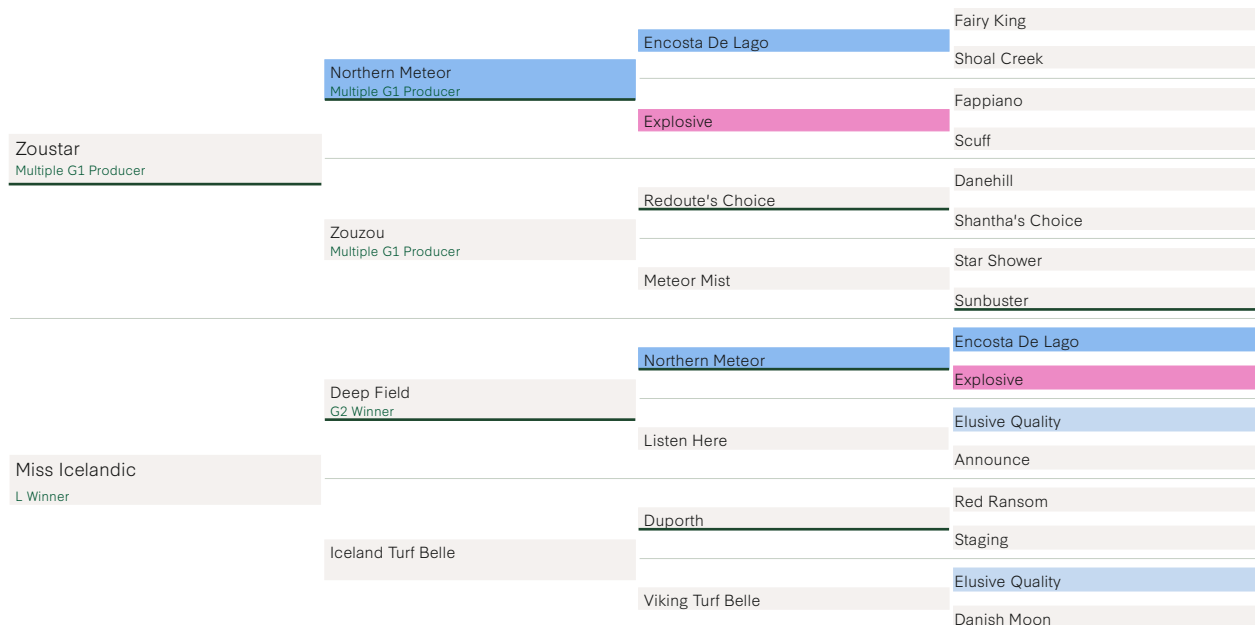 Zoustar
Multiple G1 Producer
Northern Meteor
Multiple G1 Producer
Encosta De Lago
Fairy King
Shoal Creek
Explosive
Fappiano
Scuff
Zouzou
Multiple G1 Producer
Redoute's Choice
Danehill
Shantha's Choice
Meteor Mist
Star Shower
Sunbuster
Miss Icelandic
L Winner
Deep Field
G2 Winner
Northern Meteor
Encosta De Lago
Explosive
Listen Here
Elusive Quality
Announce
Iceland Turf Belle
Duporth
Red Ransom
Staging
Viking Turf Belle
Elusive Quality
Danish Moon